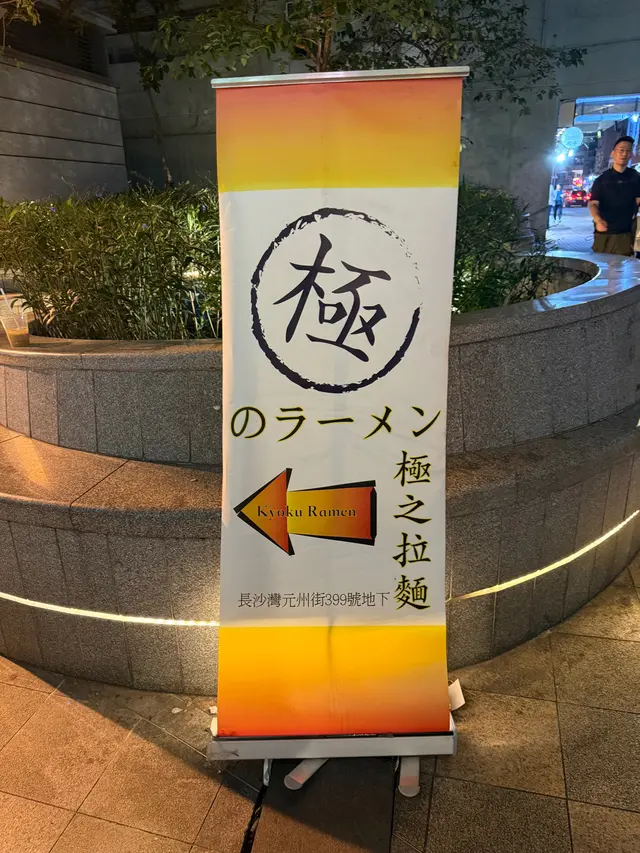 極
のラーメン
極之拉麵
Kyoku Ramen
長沙灣元州街399號地下